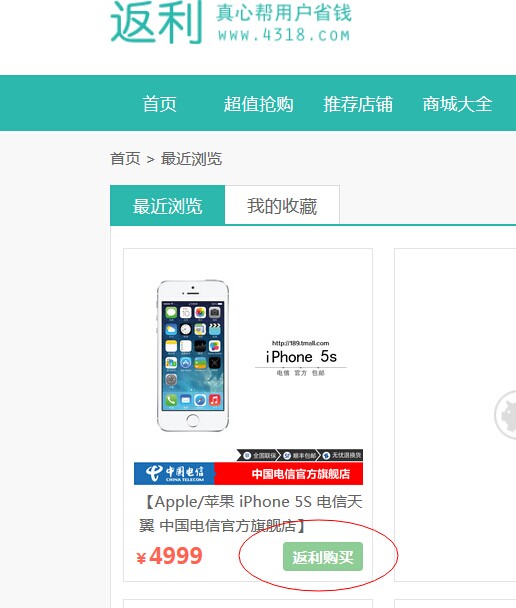 返利 真心帮用户省钱
www.4318.com
首页 超值抢购 推荐店铺 商城大全
首页 > 最近浏览
最近浏览 我的收藏
http://189.tmall.com
iPhone 5s
电信 官方 包邮
全国联保 顺丰包邮 无忧退换货
中国电信 CHINA TELECOM 中国电信官方旗舰店
【Apple/苹果 iPhone 5S 电信天
翼 中国电信官方旗舰店】
¥4999 返利购买